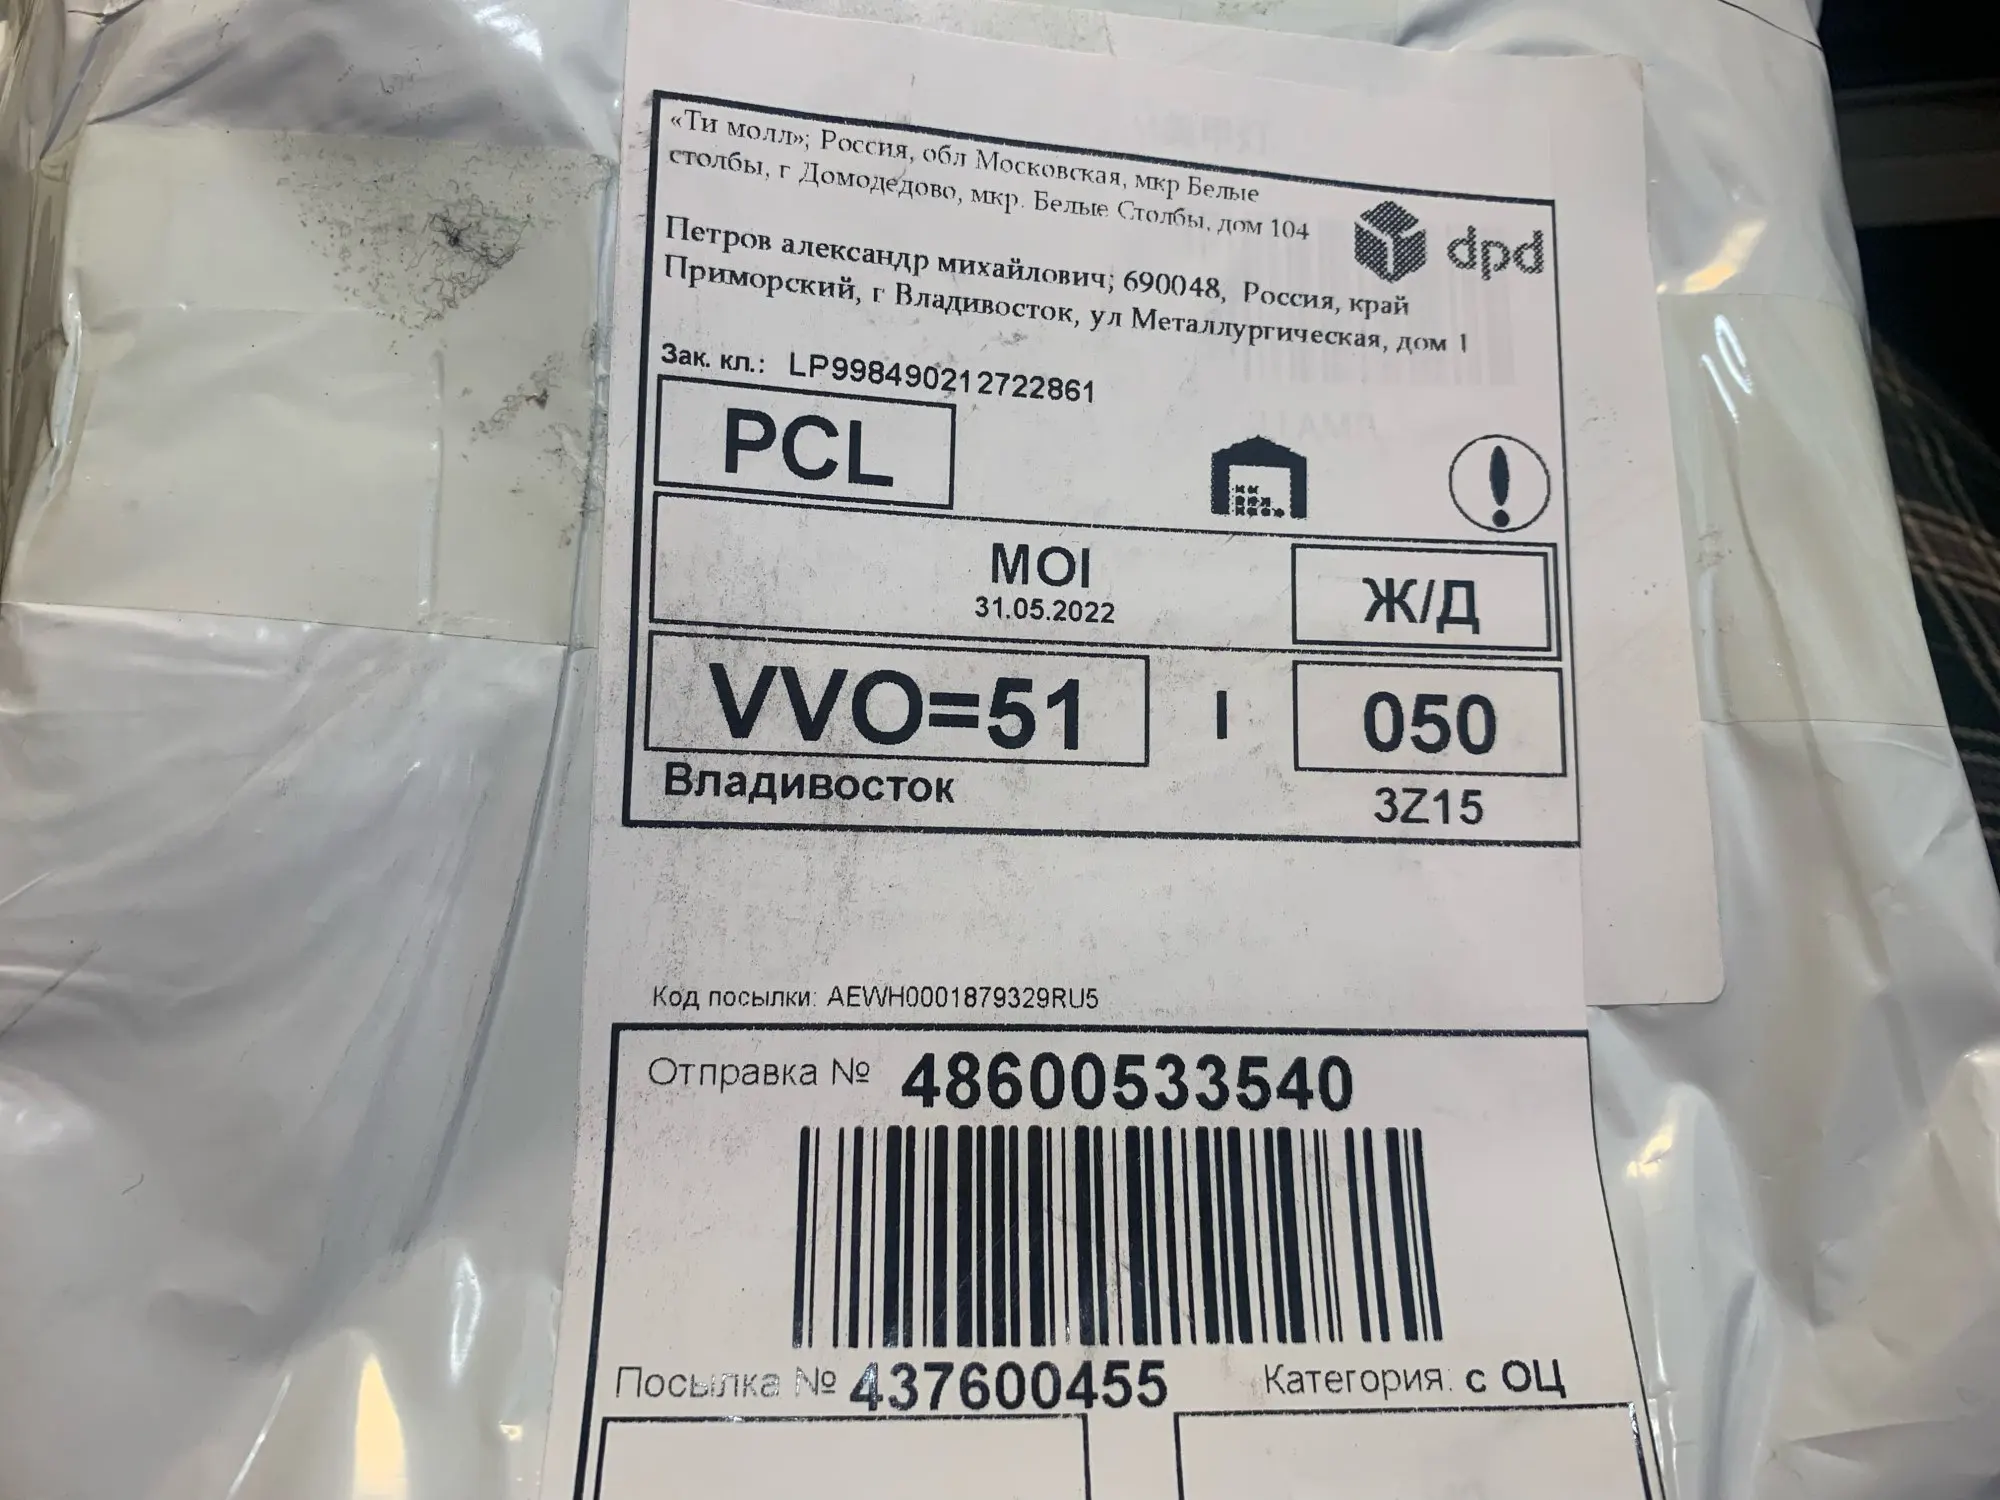 «Ти молл»; Россия, обл Московская, мкр Белые
столбы, г Домодедово, мкр. Белые Столбы, дом 104
dpd
Петров александр михайлович; 690048, Россия, край
Приморский, г Владивосток, ул Металлургическая, дом 1
Зак. кл.: LP998490212722861
PCL
MOI
31.05.2022
Ж/Д
VVO=51 I 050
Владивосток 3Z15
Код посылки: AEWH0001879329RU5
Отправка № 48600533540
Посылка № 437600455 Категория: с ОЦ